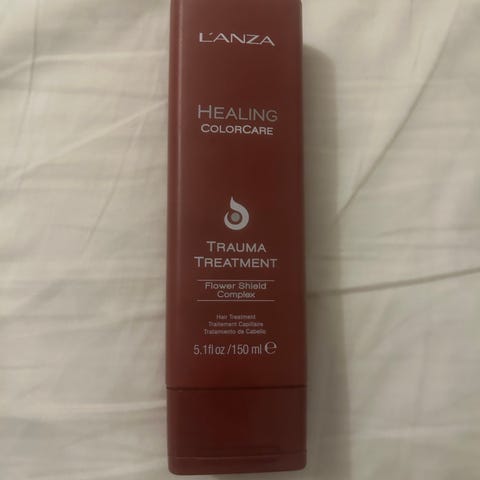 L'ANZA
HEALING
COLORCARE
TRAUMA
TREATMENT
Flower Shield
Complex
Hair Treatment
Traitement Capillaire
Tratamiento de Cabello
5.1fl oz /150 ml ℮